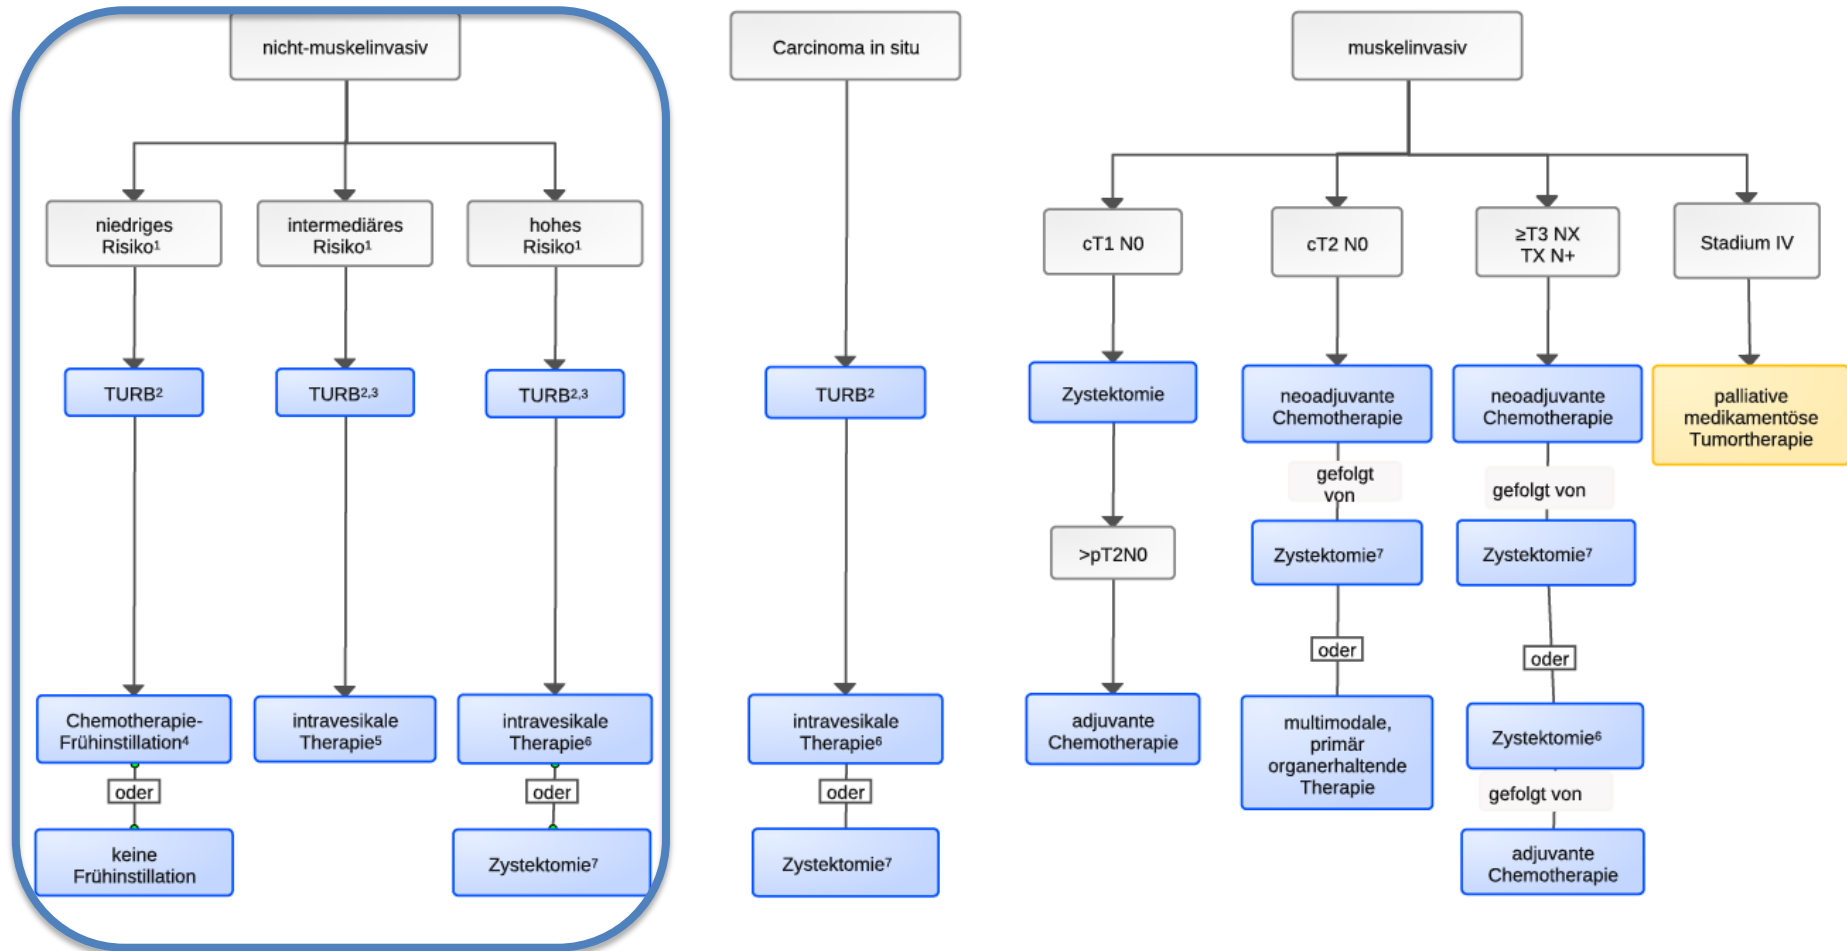 nicht-muskelinvasiv
Carcinoma in situ
muskelinvasiv
niedriges
Risiko¹
intermediäres
Risiko¹
hohes
Risiko¹
cT1 N0
cT2 N0
≥T3 NX
TX N+
Stadium IV
TURB²
TURB²,³
TURB²,³
TURB²
Zystektomie
neoadjuvante
Chemotherapie
neoadjuvante
Chemotherapie
palliative
medikamentöse
Tumortherapie
gefolgt
von
gefolgt von
>pT2N0
Zystektomie⁷
Zystektomie⁷
oder
oder
Chemotherapie-
Frühinstillation⁴
intravesikale
Therapie⁵
intravesikale
Therapie⁶
intravesikale
Therapie⁶
adjuvante
Chemotherapie
multimodale,
primär
organerhaltende
Therapie
Zystektomie⁶
oder
oder
oder
gefolgt von
keine
Frühinstillation
Zystektomie⁷
Zystektomie⁷
adjuvante
Chemotherapie